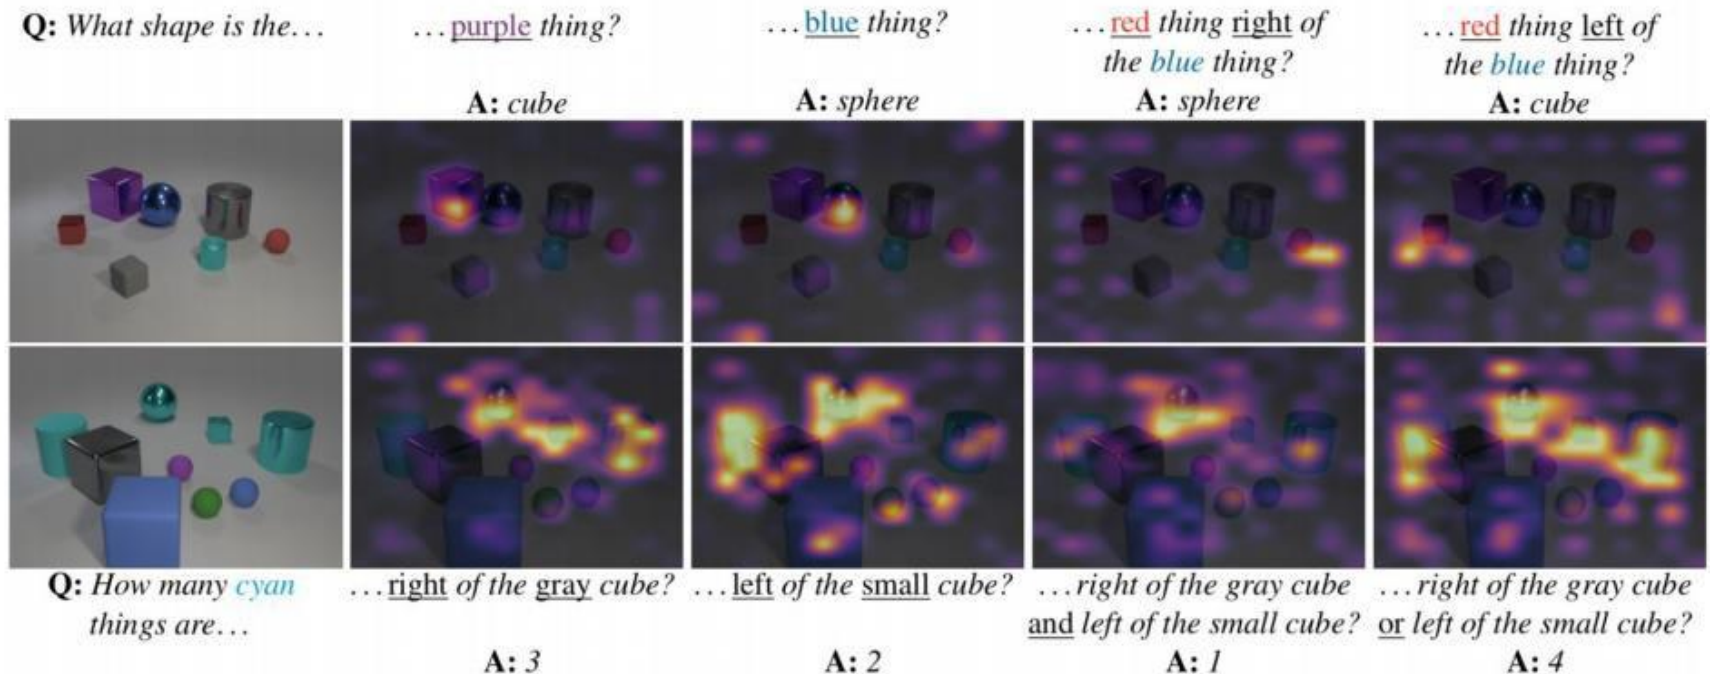 Q: What shape is the…
…purple thing?
A: cube
…blue thing?
A: sphere
…red thing right of
the blue thing?
A: sphere
…red thing left of
the blue thing?
A: cube
Q: How many cyan
things are…
…right of the gray cube?
A: 3
…left of the small cube?
A: 2
…right of the gray cube
and left of the small cube?
A: 1
…right of the gray cube
or left of the small cube?
A: 4